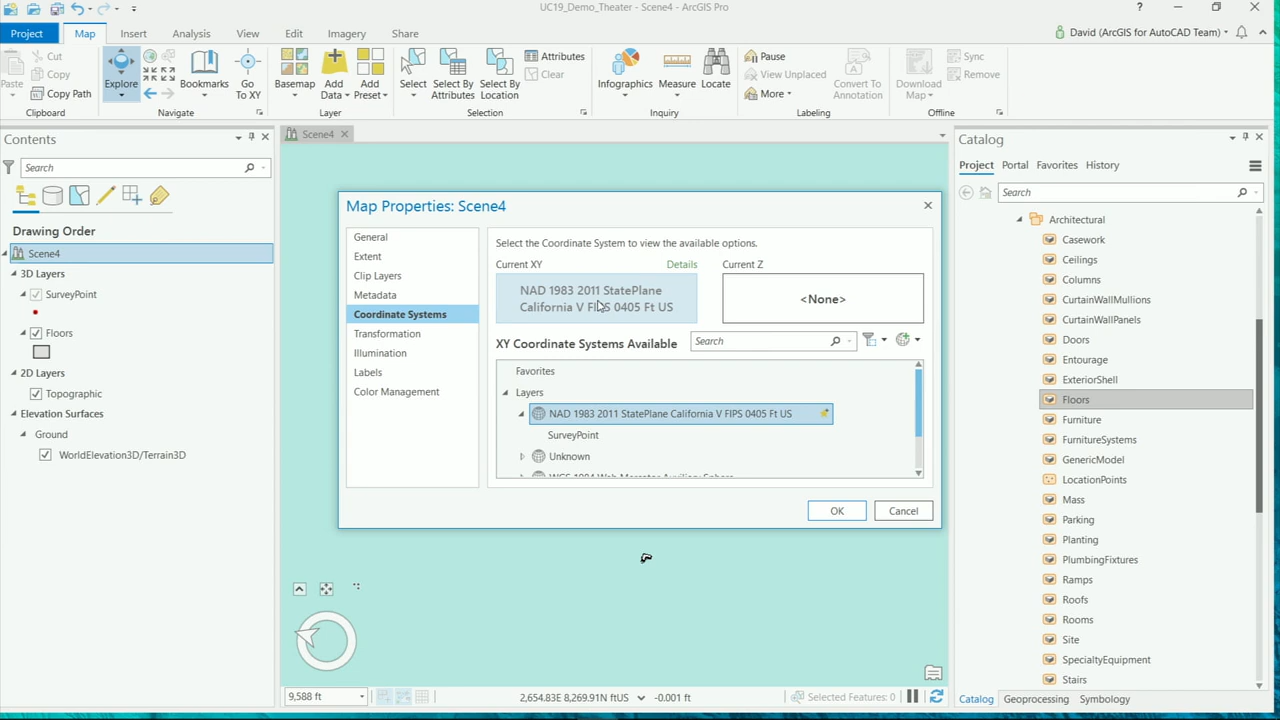 UC19_Demo_Theater - Scene4 - ArcGIS Pro
?
Project
Map
Insert
Analysis
View
Edit
Imagery
Share
David (ArcGIS for AutoCAD Team)
Paste
Cut
Copy
Copy Path
Clipboard
Explore
Bookmarks
Go
To XY
Navigate
Basemap
Add
Data
Add
Preset
Layer
Select
Select By
Attributes
Select By
Location
Attributes
Clear
Selection
Infographics
Measure
Locate
Inquiry
Pause
View Unplaced
More
Convert To
Annotation
Labeling
Download
Map
Sync
Remove
Offline
Contents
Search
Drawing Order
Scene4
3D Layers
SurveyPoint
Floors
2D Layers
Topographic
Elevation Surfaces
Ground
WorldElevation3D/Terrain3D
Scene4
Map Properties: Scene4
General
Extent
Clip Layers
Metadata
Coordinate Systems
Transformation
Illumination
Labels
Color Management
Select the Coordinate System to view the available options.
Current XY
Details
Current Z
NAD 1983 2011 StatePlane
California V FIPS 0405 Ft US
<None>
XY Coordinate Systems Available
Search
Favorites
Layers
NAD 1983 2011 StatePlane California V FIPS 0405 Ft US
SurveyPoint
Unknown
WGS 1984 Web Mercator Auxiliary Sphere
OK
Cancel
9,588 ft
2,654.83E 8,269.91N ftUS
-0.001 ft
Selected Features: 0
Catalog
Project
Portal
Favorites
History
Search
Architectural
Casework
Ceilings
Columns
CurtainWallMullions
CurtainWallPanels
Doors
Entourage
ExteriorShell
Floors
Furniture
FurnitureSystems
GenericModel
LocationPoints
Mass
Parking
Planting
PlumbingFixtures
Ramps
Roofs
Rooms
Site
SpecialtyEquipment
Stairs
Catalog
Geoprocessing
Symbology